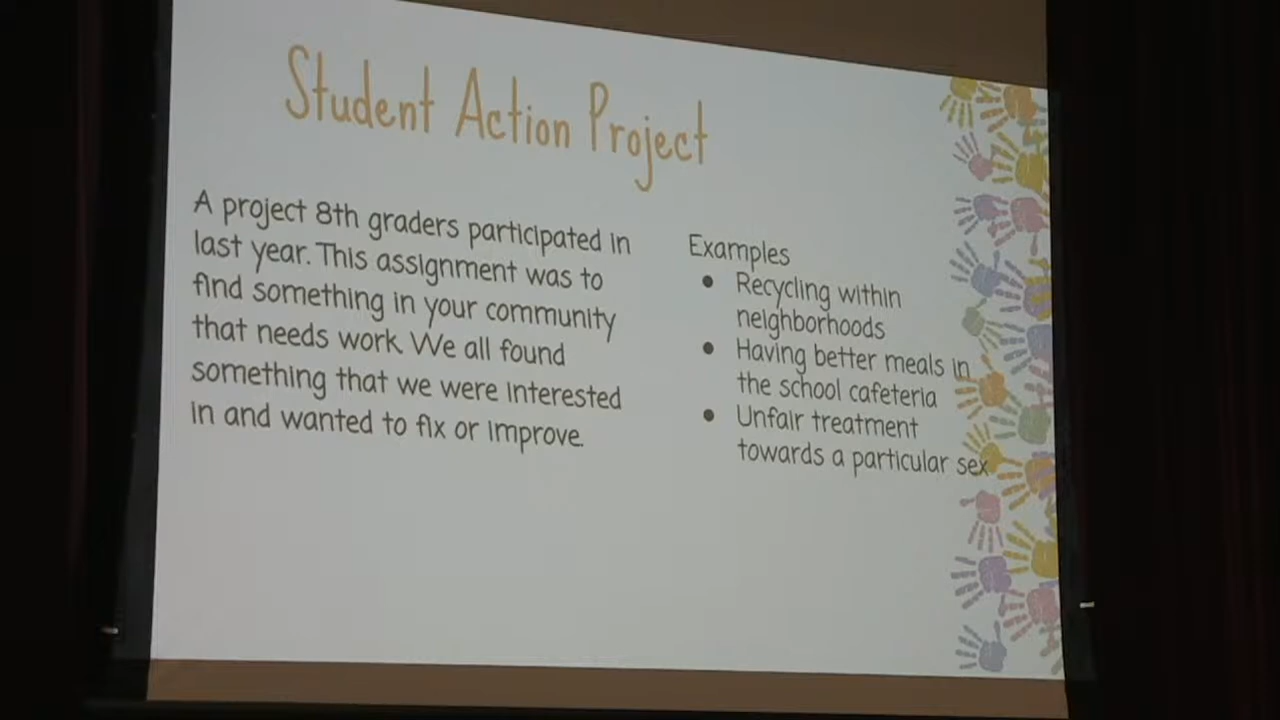 Student Action Project
A project 8th graders participated in
last year. This assignment was to
find something in your community
that needs work. We all found
something that we were interested
in and wanted to fix or improve.
Examples
● Recycling within
neighborhoods
● Having better meals in
the school cafeteria
● Unfair treatment
towards a particular sex